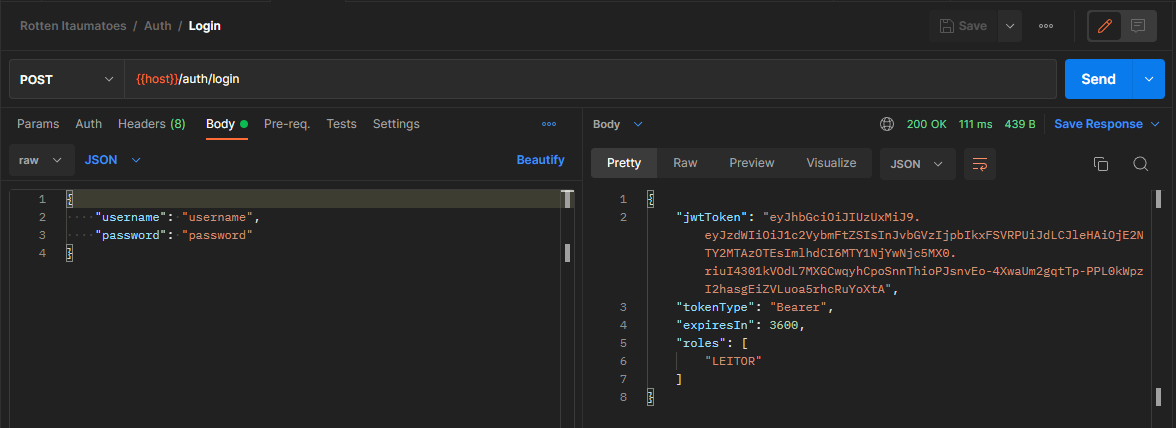 Rotten Itaumatoes / Auth / Login
Save
POST
{{host}}/auth/login
Send
Params Auth Headers (8) Body Pre-req. Tests Settings
raw JSON Beautify
1 {
2 "username": "username",
3 "password": "password"
4 }
Body 200 OK 111 ms 439 B Save Response
Pretty Raw Preview Visualize JSON
1 {
2 "jwtToken": "eyJhbGciOiJIUzUxMiJ9.
eyJzdWIiOiJ1c2VybmFtZSIsInJvbGVzIjpbIkxFSVRPUiJdLCJleHAiOjE2N
TY2MTAzOTEsImlhdCI6MTY1NjYwNjc5MX0.
riuI4301kVOdL7MXGCwqyhCpoSnnThioPJsnvEo-4XwaUm2gqtTp-PPL0kWpz
I2hasgEiZVLuoa5rhcRuYoXtA",
3 "tokenType": "Bearer",
4 "expiresIn": 3600,
5 "roles": [
6 "LEITOR"
7 ]
8 }